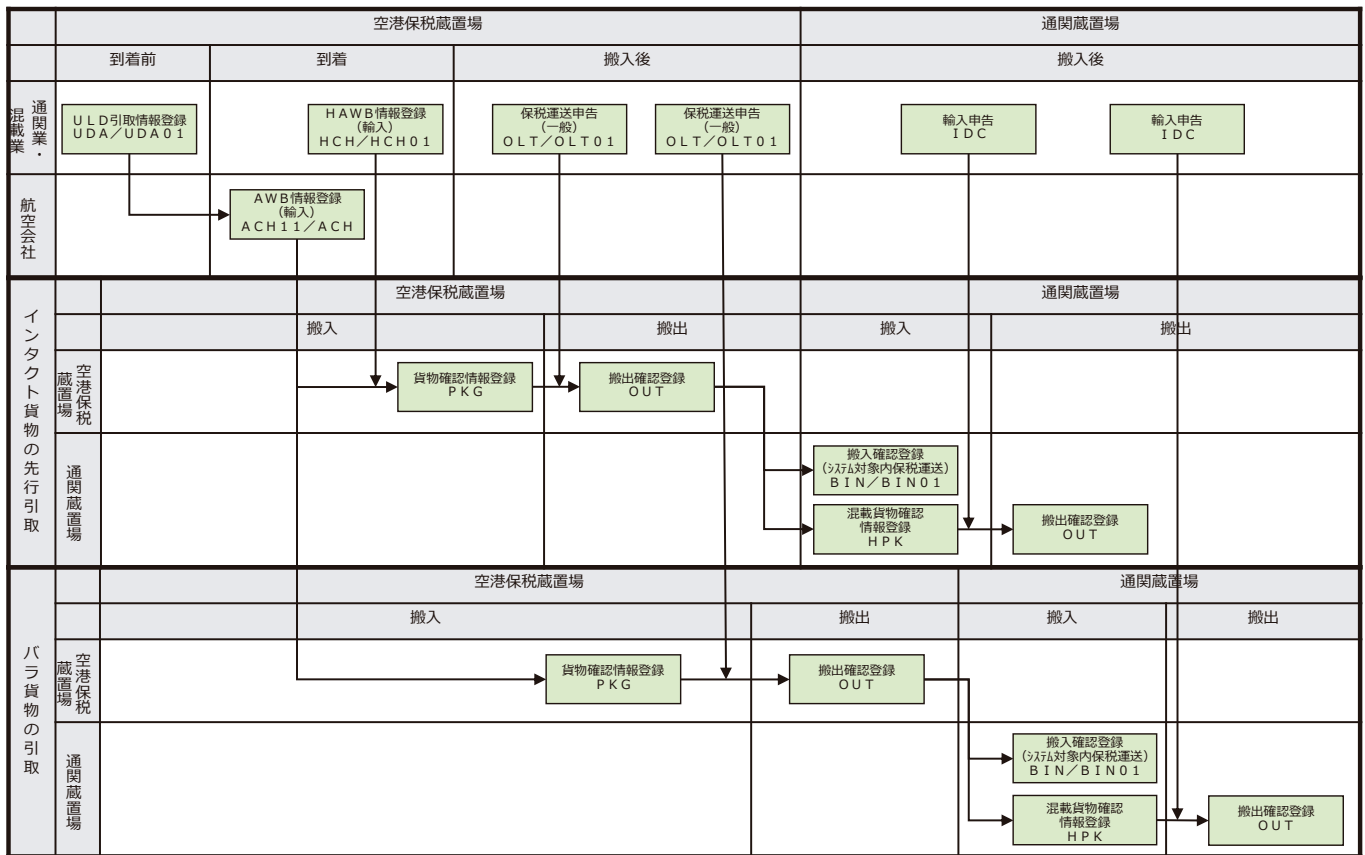 空港保税蔵置場
通関蔵置場
到着前
到着
搬入後
搬入後
通関業・
混載業
ULD引取情報登録
UDA/UDA01
HAWB情報登録
(輸入)
HCH/HCH01
保税運送申告
(一般)
OLT/OLT01
保税運送申告
(一般)
OLT/OLT01
輸入申告
IDC
輸入申告
IDC
航空会社
AWB情報登録
(輸入)
ACH11/ACH
インタクト貨物の先行引取
空港保税蔵置場
通関蔵置場
搬入
搬出
搬入
搬出
空港保税
蔵置場
貨物確認情報登録
PKG
搬出確認登録
OUT
通関蔵置場
搬入確認登録
(システム対象内保税運送)
BIN/BIN01
混載貨物確認
情報登録
HPK
搬出確認登録
OUT
バラ貨物の引取
空港保税蔵置場
通関蔵置場
搬入
搬出
搬入
搬出
空港保税
蔵置場
貨物確認情報登録
PKG
搬出確認登録
OUT
通関蔵置場
搬入確認登録
(システム対象内保税運送)
BIN/BIN01
混載貨物確認
情報登録
HPK
搬出確認登録
OUT